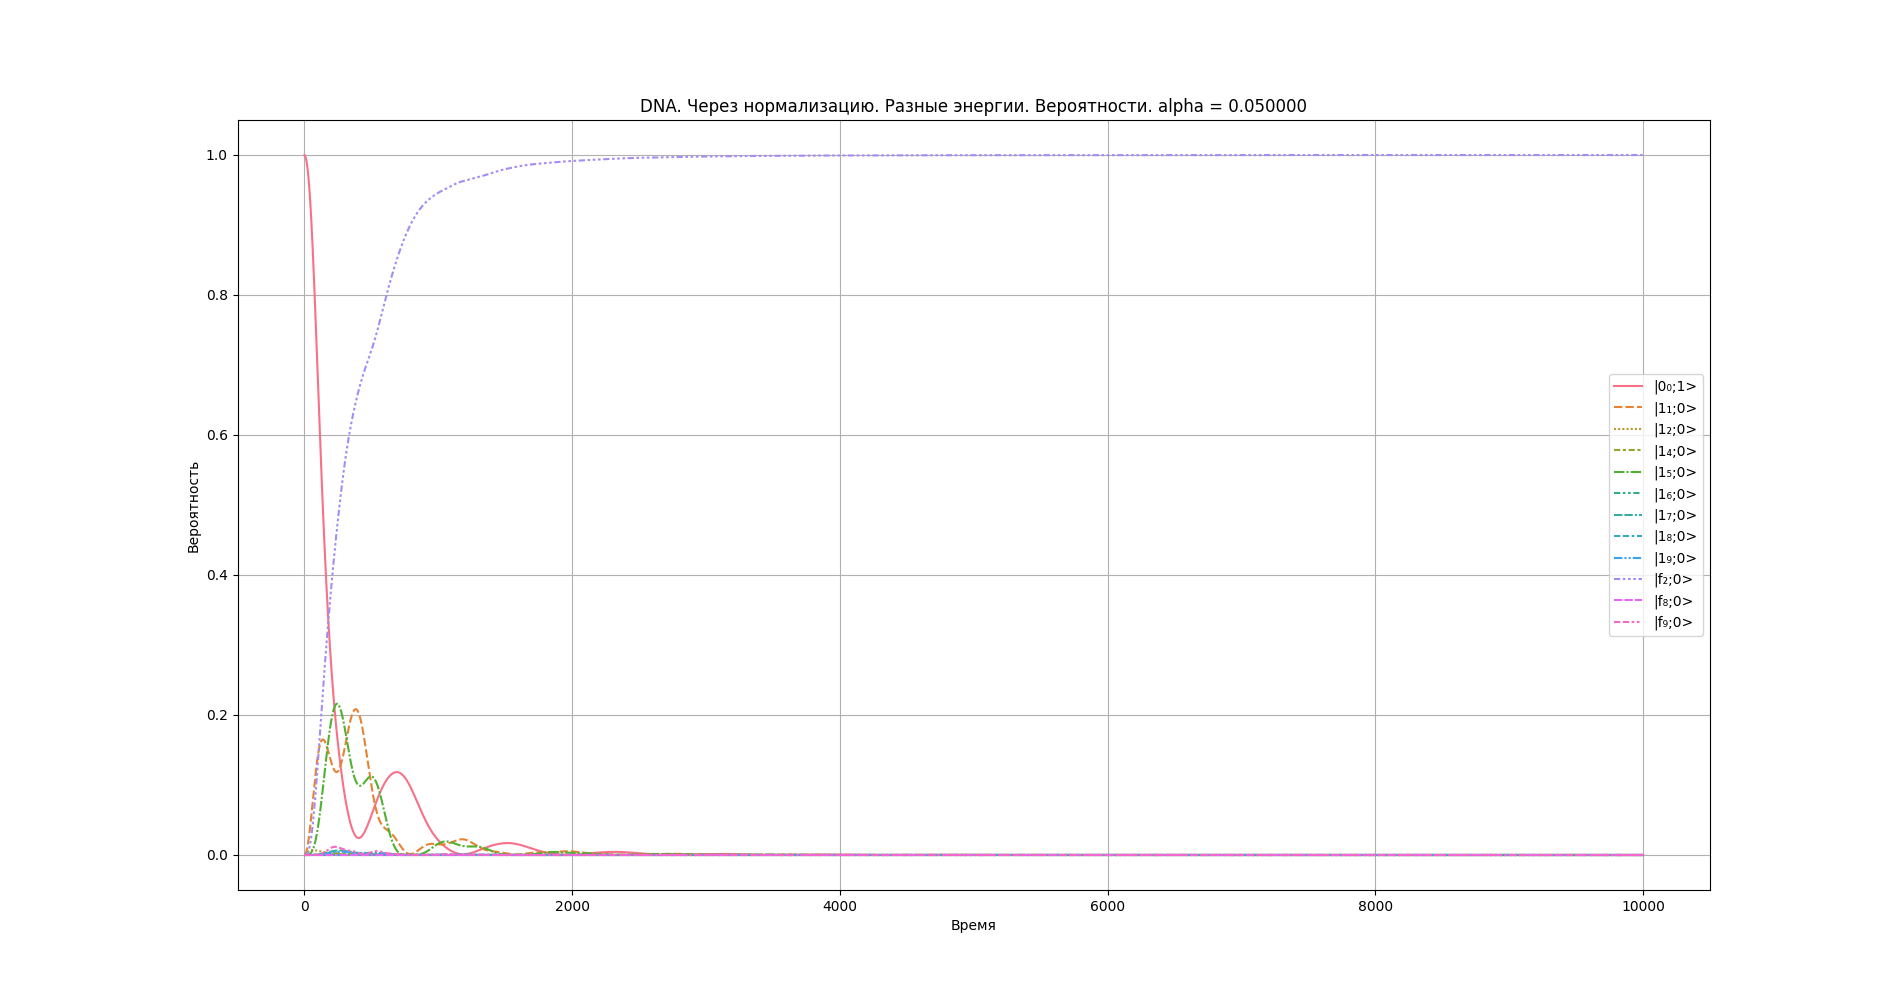 DNA. Через нормализацию. Разные энергии. Вероятности. alpha = 0.050000
1.0
0.8
0.6
0.4
0.2
0.0
Вероятность
0 2000 4000 6000 8000 10000
Время
|0₀;1>
|1₁;0>
|1₂;0>
|1₄;0>
|1₅;0>
|1₆;0>
|1₇;0>
|1₈;0>
|1₉;0>
|f₂;0>
|f₈;0>
|f₉;0>